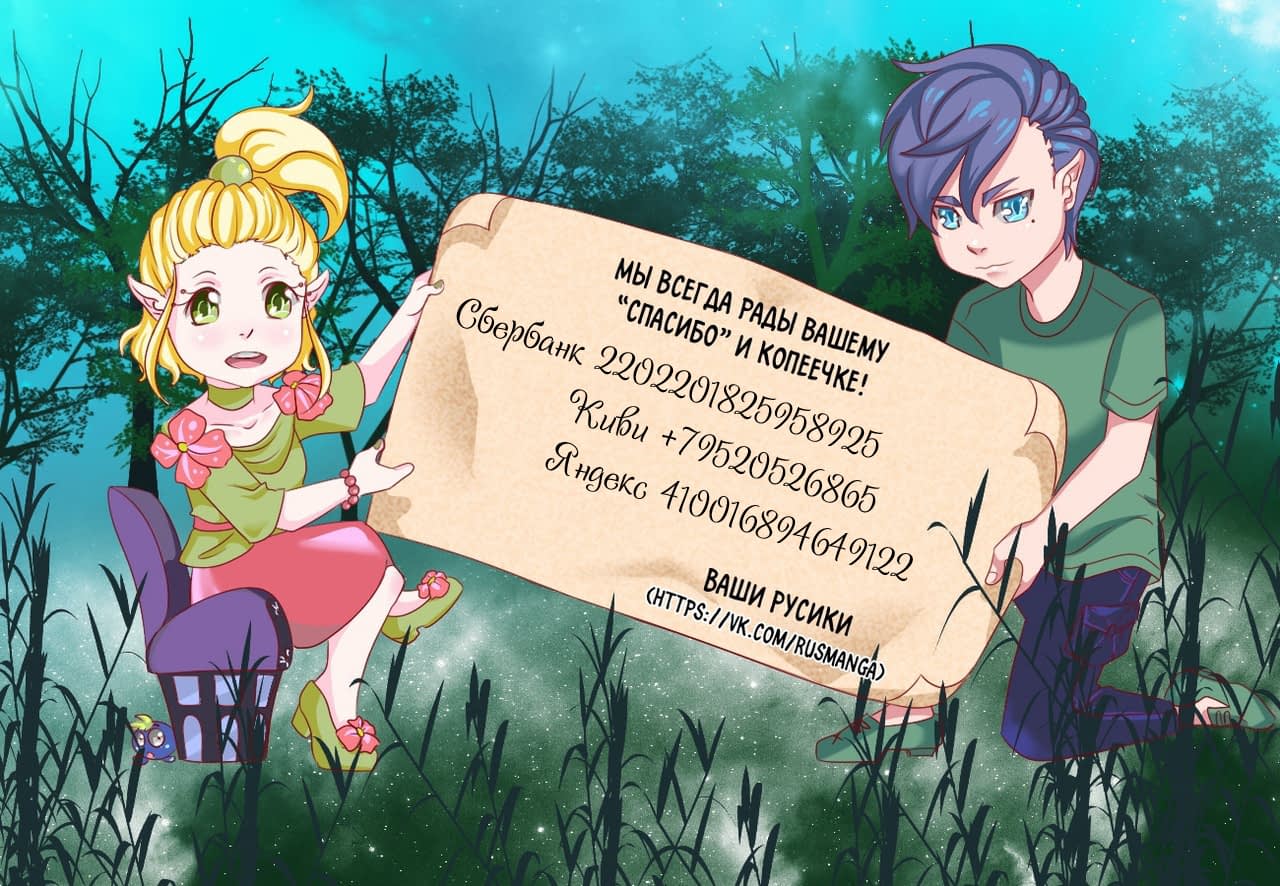 МЫ ВСЕГДА РАДЫ ВАШЕМУ
“СПАСИБО” И КОПЕЕЧКЕ!
Сбербанк 2202201825958925
Киви +79520526865
Яндекс 410016894649122
ВАШИ РУСИКИ
(HTTPS://VK.COM/RUSMANGA)